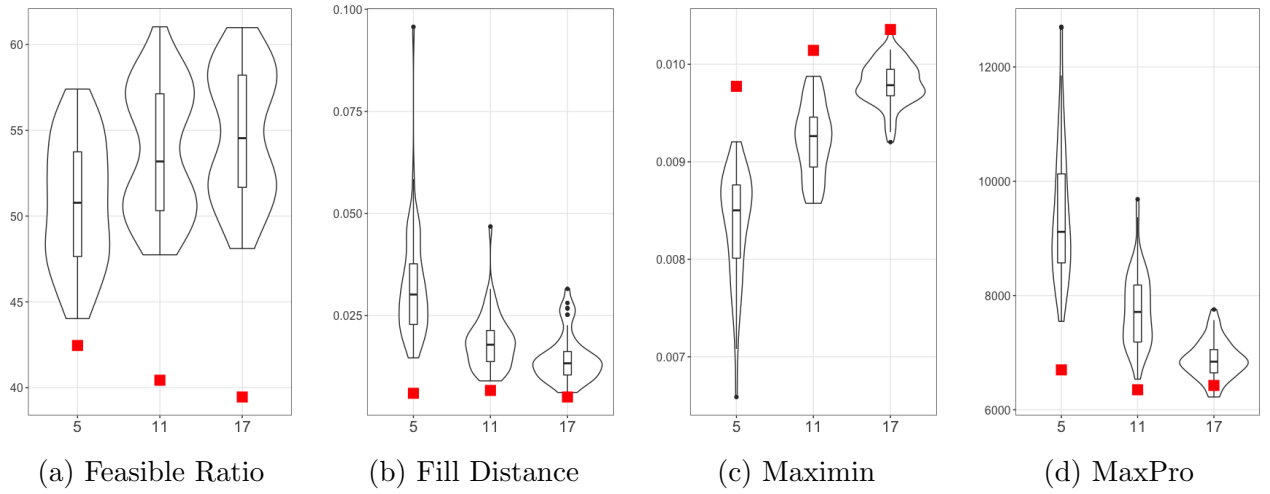 60
55
50
45
40
5 11 17
(a) Feasible Ratio
0.100
0.075
0.050
0.025
5 11 17
(b) Fill Distance
0.010
0.009
0.008
0.007
5 11 17
(c) Maximin
12000
10000
8000
6000
5 11 17
(d) MaxPro